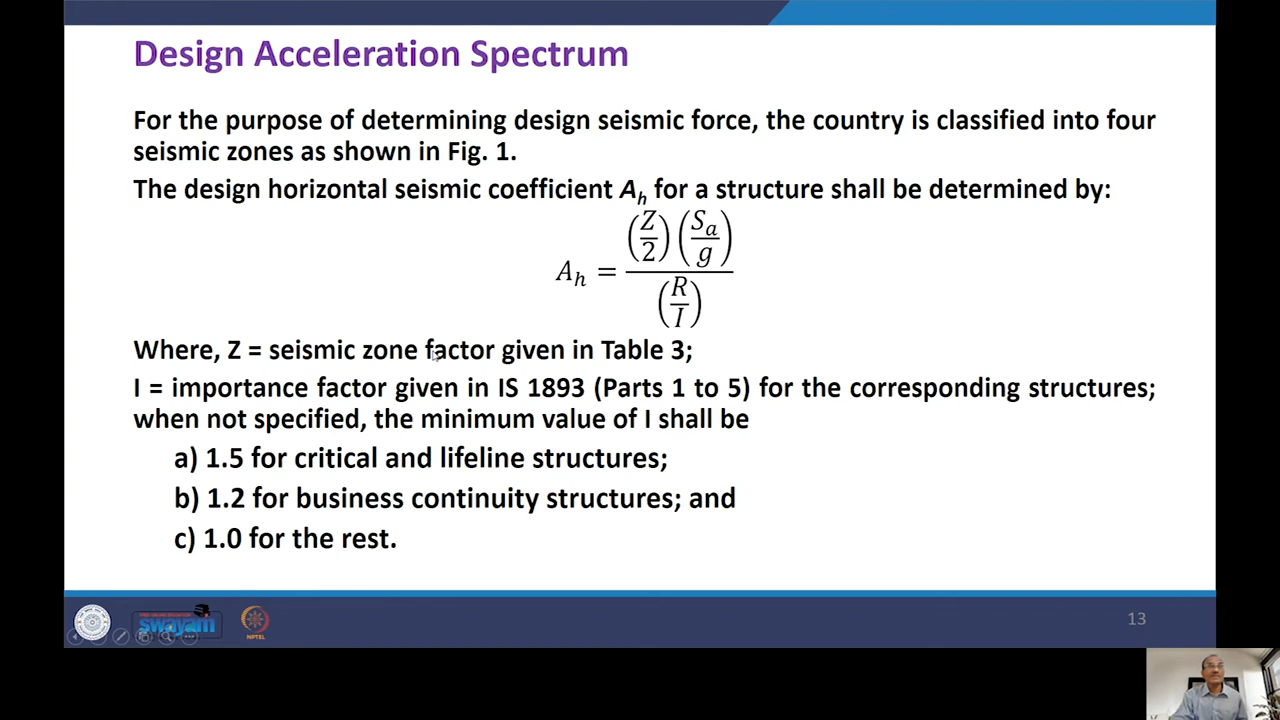 Design Acceleration Spectrum
For the purpose of determining design seismic force, the country is classified into four
seismic zones as shown in Fig. 1.
The design horizontal seismic coefficient A_h for a structure shall be determined by:
A_h = (Z/2)(S_a/g) / (R/I)
Where, Z = seismic zone factor given in Table 3;
I = importance factor given in IS 1893 (Parts 1 to 5) for the corresponding structures;
when not specified, the minimum value of I shall be
a) 1.5 for critical and lifeline structures;
b) 1.2 for business continuity structures; and
c) 1.0 for the rest.
swayam
NPTEL
13